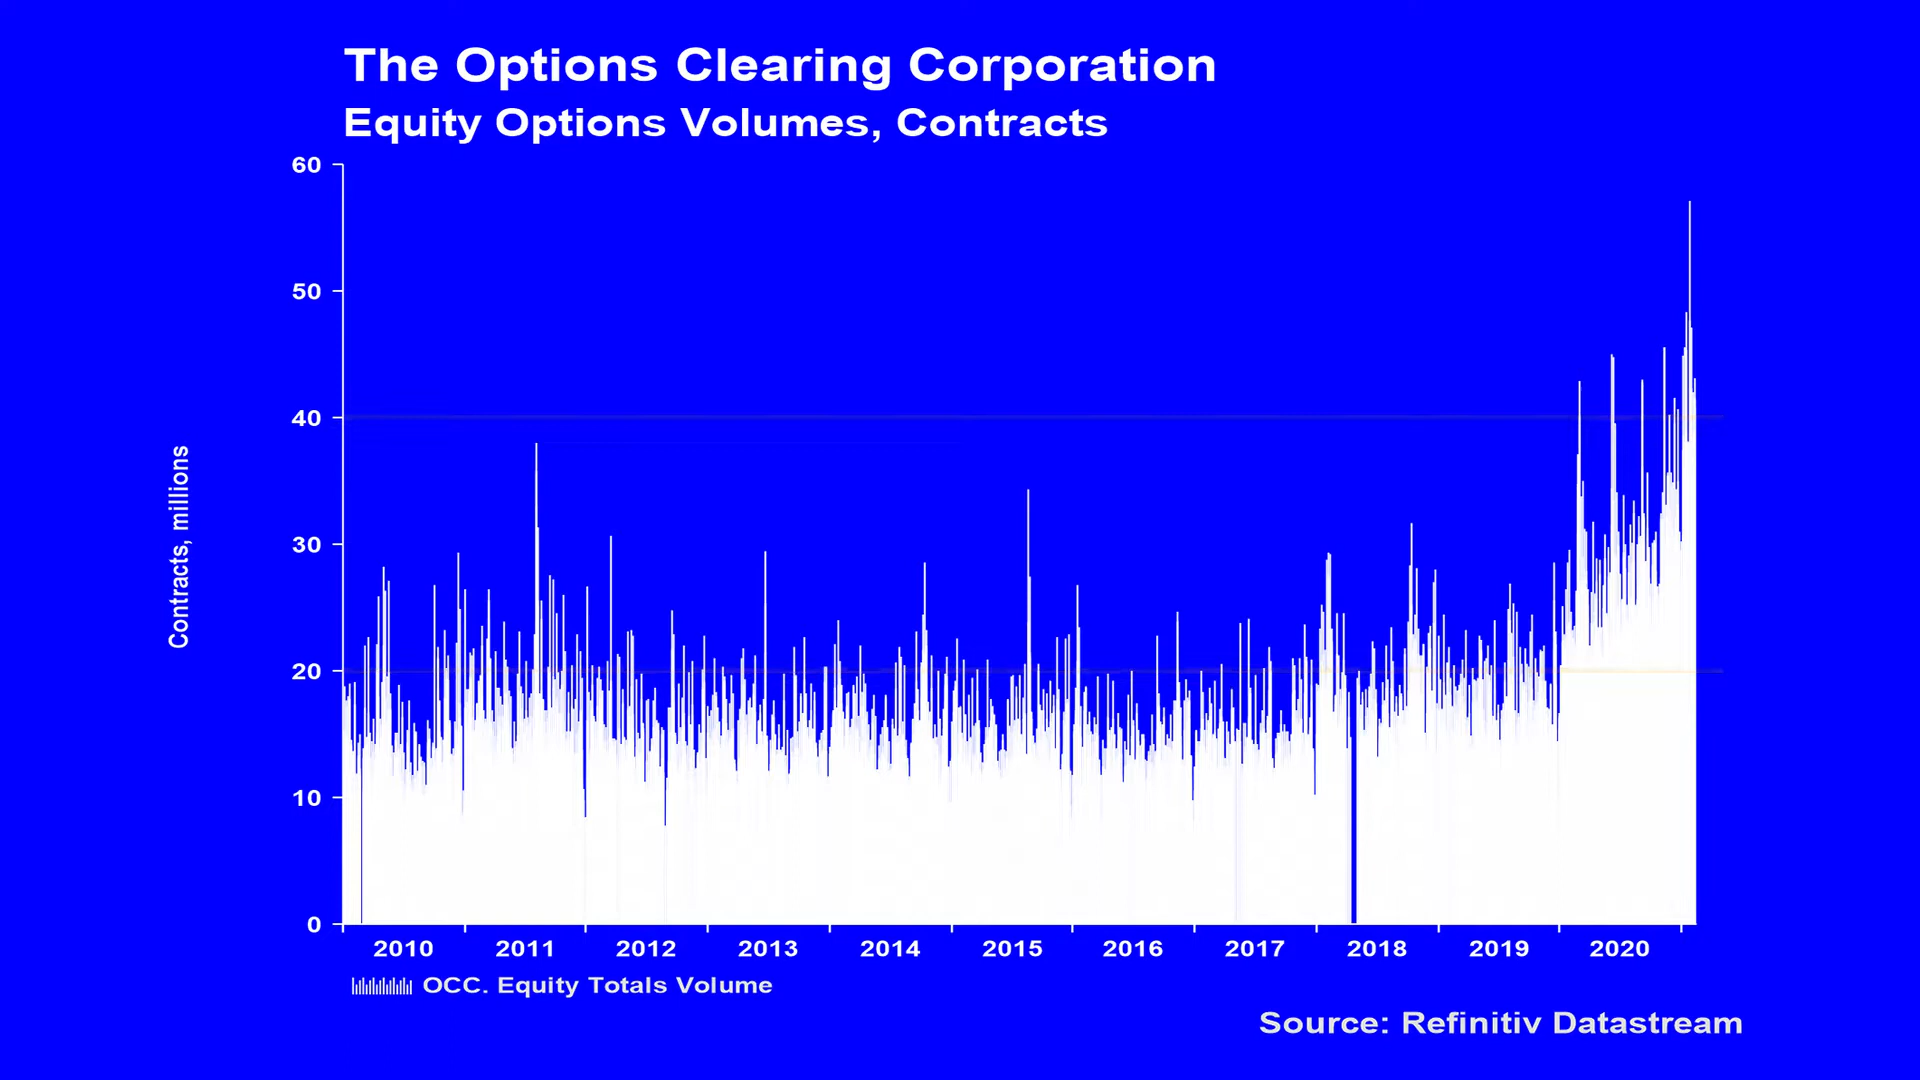 The Options Clearing Corporation
Equity Options Volumes, Contracts
60
50
40
30
20
10
0
Contracts, millions
2010 2011 2012 2013 2014 2015 2016 2017 2018 2019 2020
OCC. Equity Totals Volume
Source: Refinitiv Datastream